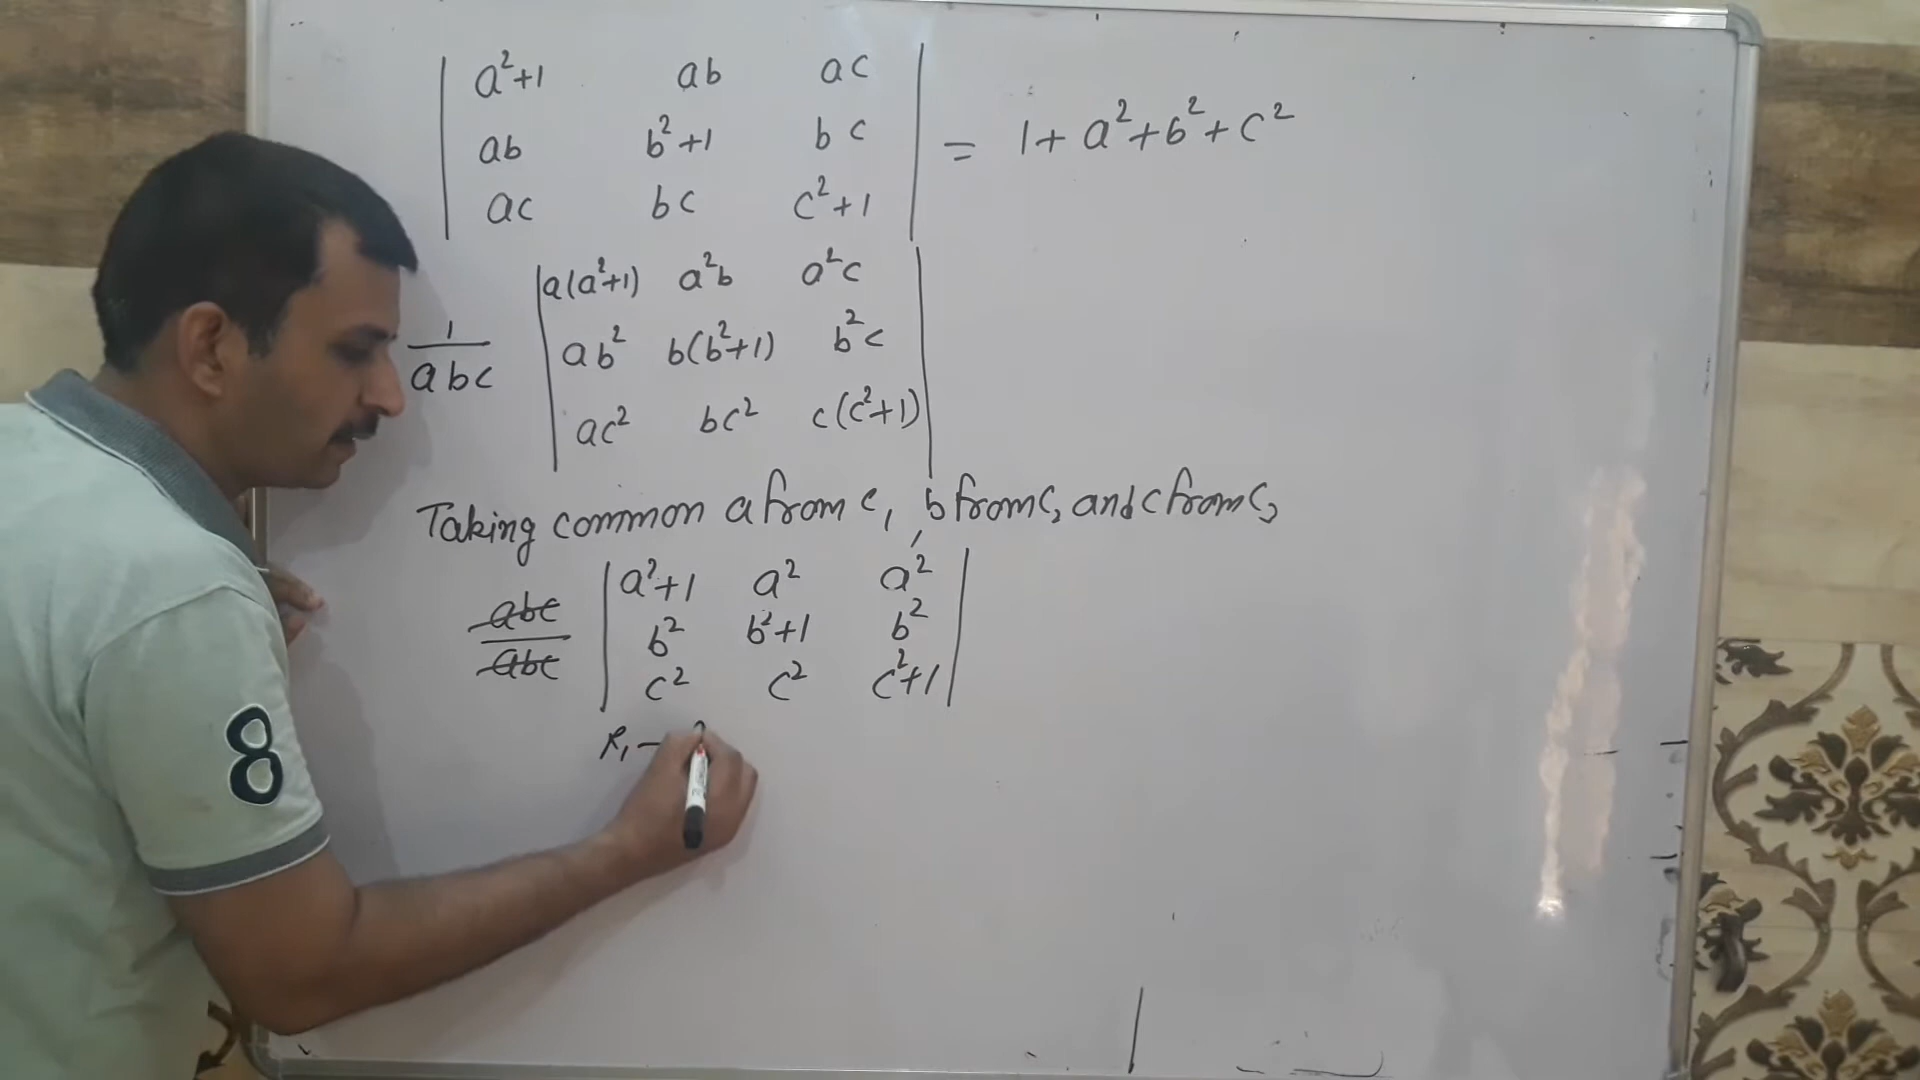 | a²+1 ab ac |
| ab b²+1 bc | = 1+a²+b²+c²
| ac bc c²+1 |
| a(a²+1) a²b a²c |
1/abc | ab² b(b²+1) b²c |
| ac² bc² c(c²+1) |
Taking common a from C₁, b from C₂ and c from C₃
| a²+1 a² a² |
abc/abc | b² b²+1 b² |
| c² c² c²+1 |
R₁ –
8